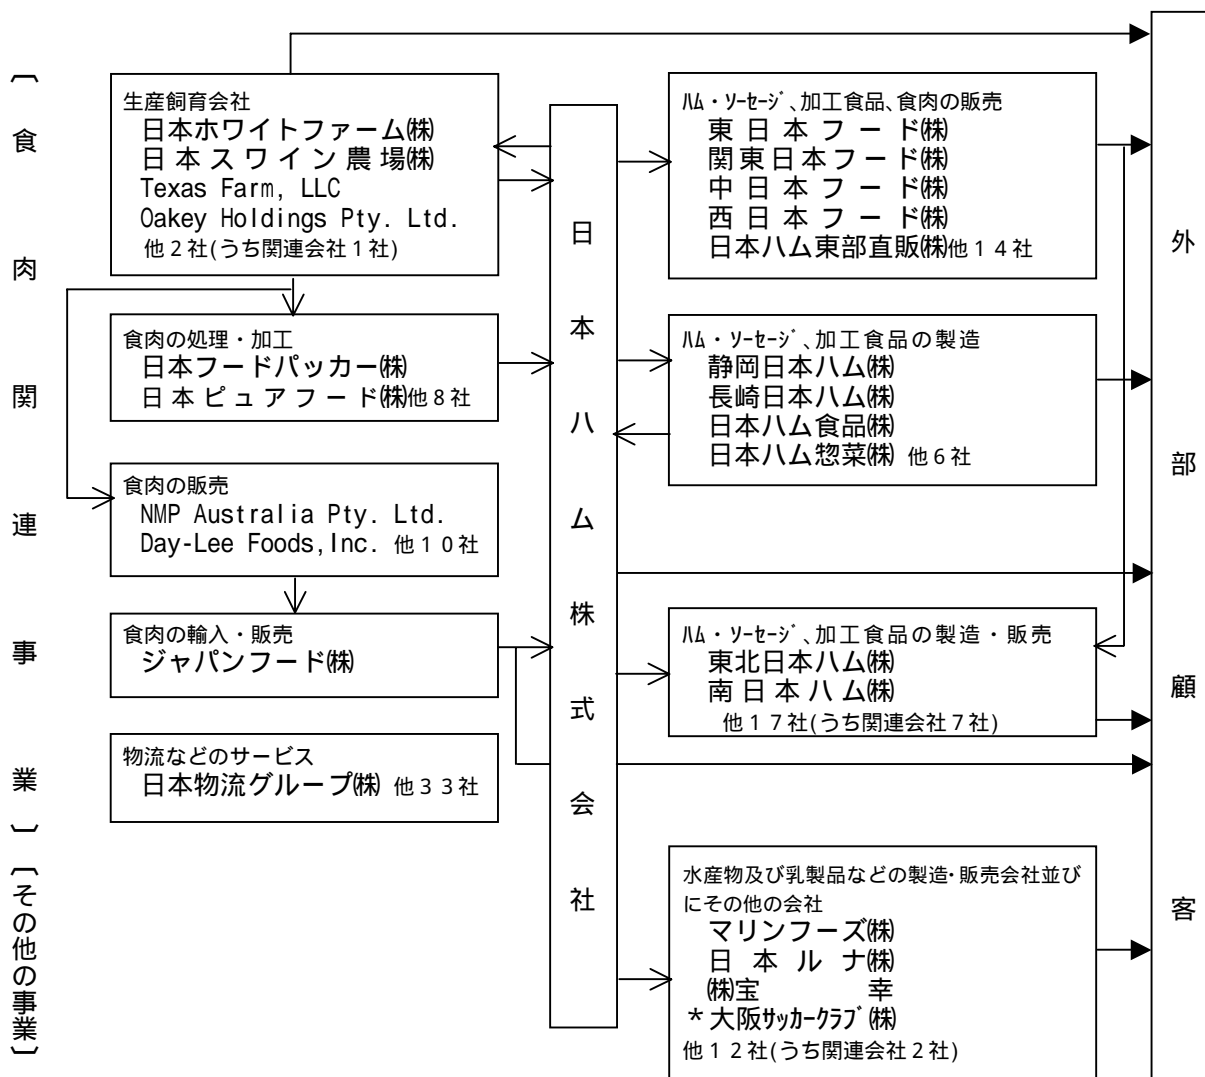 〔食肉関連事業〕
〔その他の事業〕
生産飼育会社
日本ホワイトファーム㈱
日本スワイン農場㈱
Texas Farm, LLC
Oakey Holdings Pty. Ltd.
他２社(うち関連会社１社)
食肉の処理・加工
日本フードパッカー㈱
日本ピュアフード㈱他８社
食肉の販売
NMP Australia Pty. Ltd.
Day-Lee Foods,Inc. 他１０社
食肉の輸入・販売
ジャパンフード㈱
物流などのサービス
日本物流グループ㈱ 他３３社
日本ハム株式会社
ﾊﾑ・ｿｰｾｰｼﾞ、加工食品、食肉の販売
東日本フード㈱
関東日本フード㈱
中日本フード㈱
西日本フード㈱
日本ハム東部直販㈱他１４社
ﾊﾑ・ｿｰｾｰｼﾞ、加工食品の製造
静岡日本ハム㈱
長崎日本ハム㈱
日本ハム食品㈱
日本ハム惣菜㈱ 他６社
ﾊﾑ・ｿｰｾｰｼﾞ、加工食品の製造・販売
東北日本ハム㈱
南日本ハム㈱
他１７社(うち関連会社７社)
水産物及び乳製品などの製造・販売会社並び
にその他の会社
マリンフーズ㈱
日本ルナ㈱
㈱宝幸
*大阪ｻｯｶｰｸﾗﾌﾞ㈱
他１２社(うち関連会社２社)
外部顧客